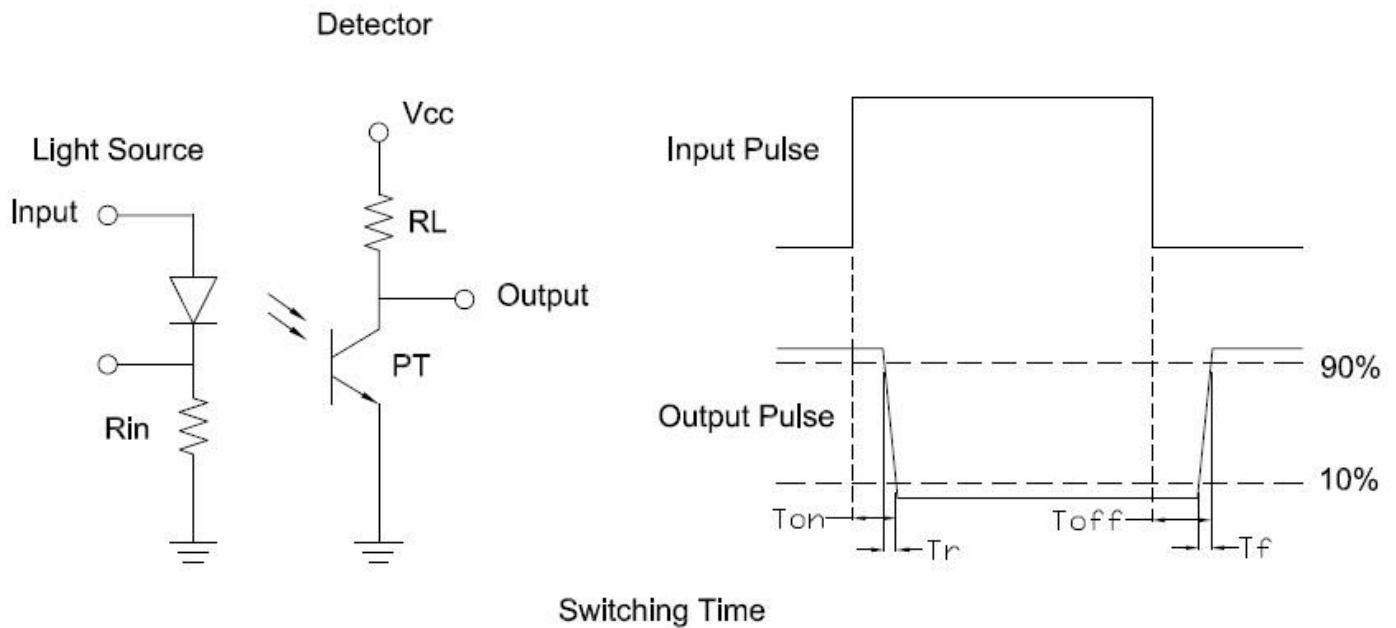 Detector
Vcc
Light Source
Input Pulse
Input
RL
Output
PT
90%
Output Pulse
Rin
10%
Ton
Toff
Tr
Tf
Switching Time